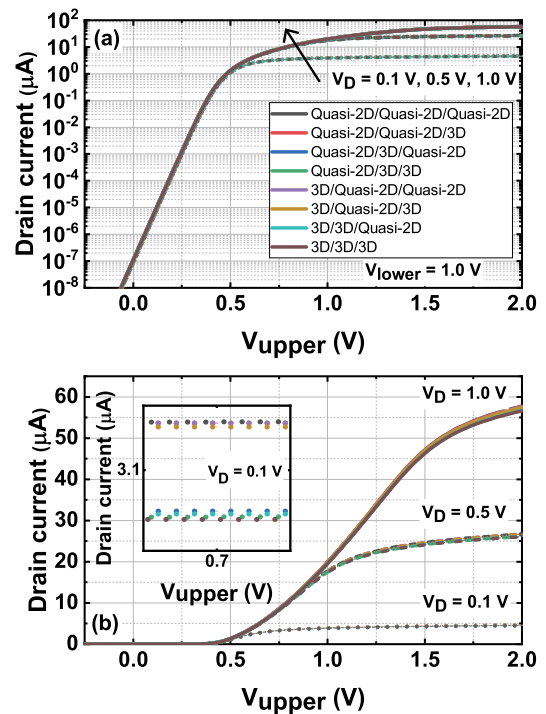 (a)
10²
10¹
10⁰
10⁻¹
10⁻²
10⁻³
10⁻⁴
10⁻⁵
10⁻⁶
10⁻⁷
10⁻⁸
Drain current (μA)
V_D = 0.1 V, 0.5 V, 1.0 V
Quasi-2D/Quasi-2D/Quasi-2D
Quasi-2D/Quasi-2D/3D
Quasi-2D/3D/Quasi-2D
Quasi-2D/3D/3D
3D/Quasi-2D/Quasi-2D
3D/Quasi-2D/3D
3D/3D/Quasi-2D
3D/3D/3D
V_lower = 1.0 V
0.0 0.5 1.0 1.5 2.0
V_upper (V)
60
50
40
30
20
10
0
Drain current (μA)
V_D = 1.0 V
V_D = 0.5 V
V_D = 0.1 V
Drain current (μA)
3.1
V_D = 0.1 V
0.7
V_upper (V)
(b)
0.0 0.5 1.0 1.5 2.0
V_upper (V)